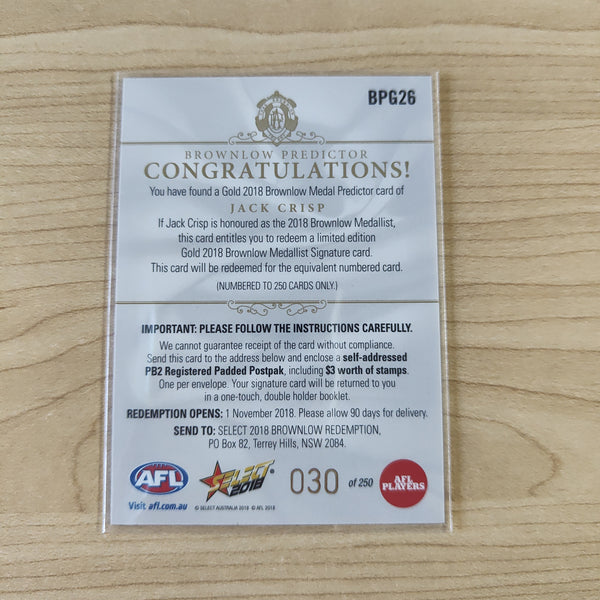 BPG26
BROWNLOW PREDICTOR
CONGRATULATIONS!
You have found a Gold 2018 Brownlow Medal Predictor card of
JACK CRISP
If Jack Crisp is honoured as the 2018 Brownlow Medallist,
this card entitles you to redeem a limited edition
Gold 2018 Brownlow Medallist Signature card.
This card will be redeemed for the equivalent numbered card.
(NUMBERED TO 250 CARDS ONLY.)
IMPORTANT: PLEASE FOLLOW THE INSTRUCTIONS CAREFULLY.
We cannot guarantee receipt of the card without compliance.
Send this card to the address below and enclose a self-addressed
PB2 Registered Padded Postpak, including $3 worth of stamps.
One per envelope. Your signature card will be returned to you
in a one-touch, double holder booklet.
REDEMPTION OPENS: 1 November 2018. Please allow 90 days for delivery.
SEND TO: SELECT 2018 BROWNLOW REDEMPTION,
PO Box 82, Terrey Hills, NSW 2084.
AFL
SELECT 2018
030 of 250
AFL PLAYERS
Visit afl.com.au
© SELECT AUSTRALIA 2018 © AFL 2018